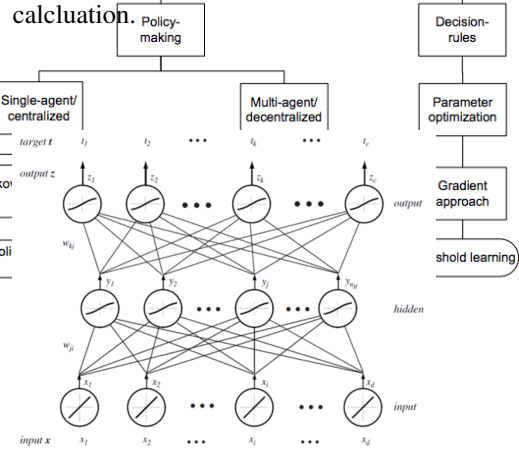 calcluation.
Policy-
making
Decision-
rules
Single-agent/
centralized
Multi-agent/
decentralized
Parameter
optimization
target t t1 t2 ••• tk ••• tc
output z z1 z2 zk zc
••• ••• output
Gradient
approach
wkj
shold learning
y1 y2 yj ynH
••• ••• hidden
wji
x1 x2 xi xd
••• ••• input
input x x1 x2 ••• xi ••• xd